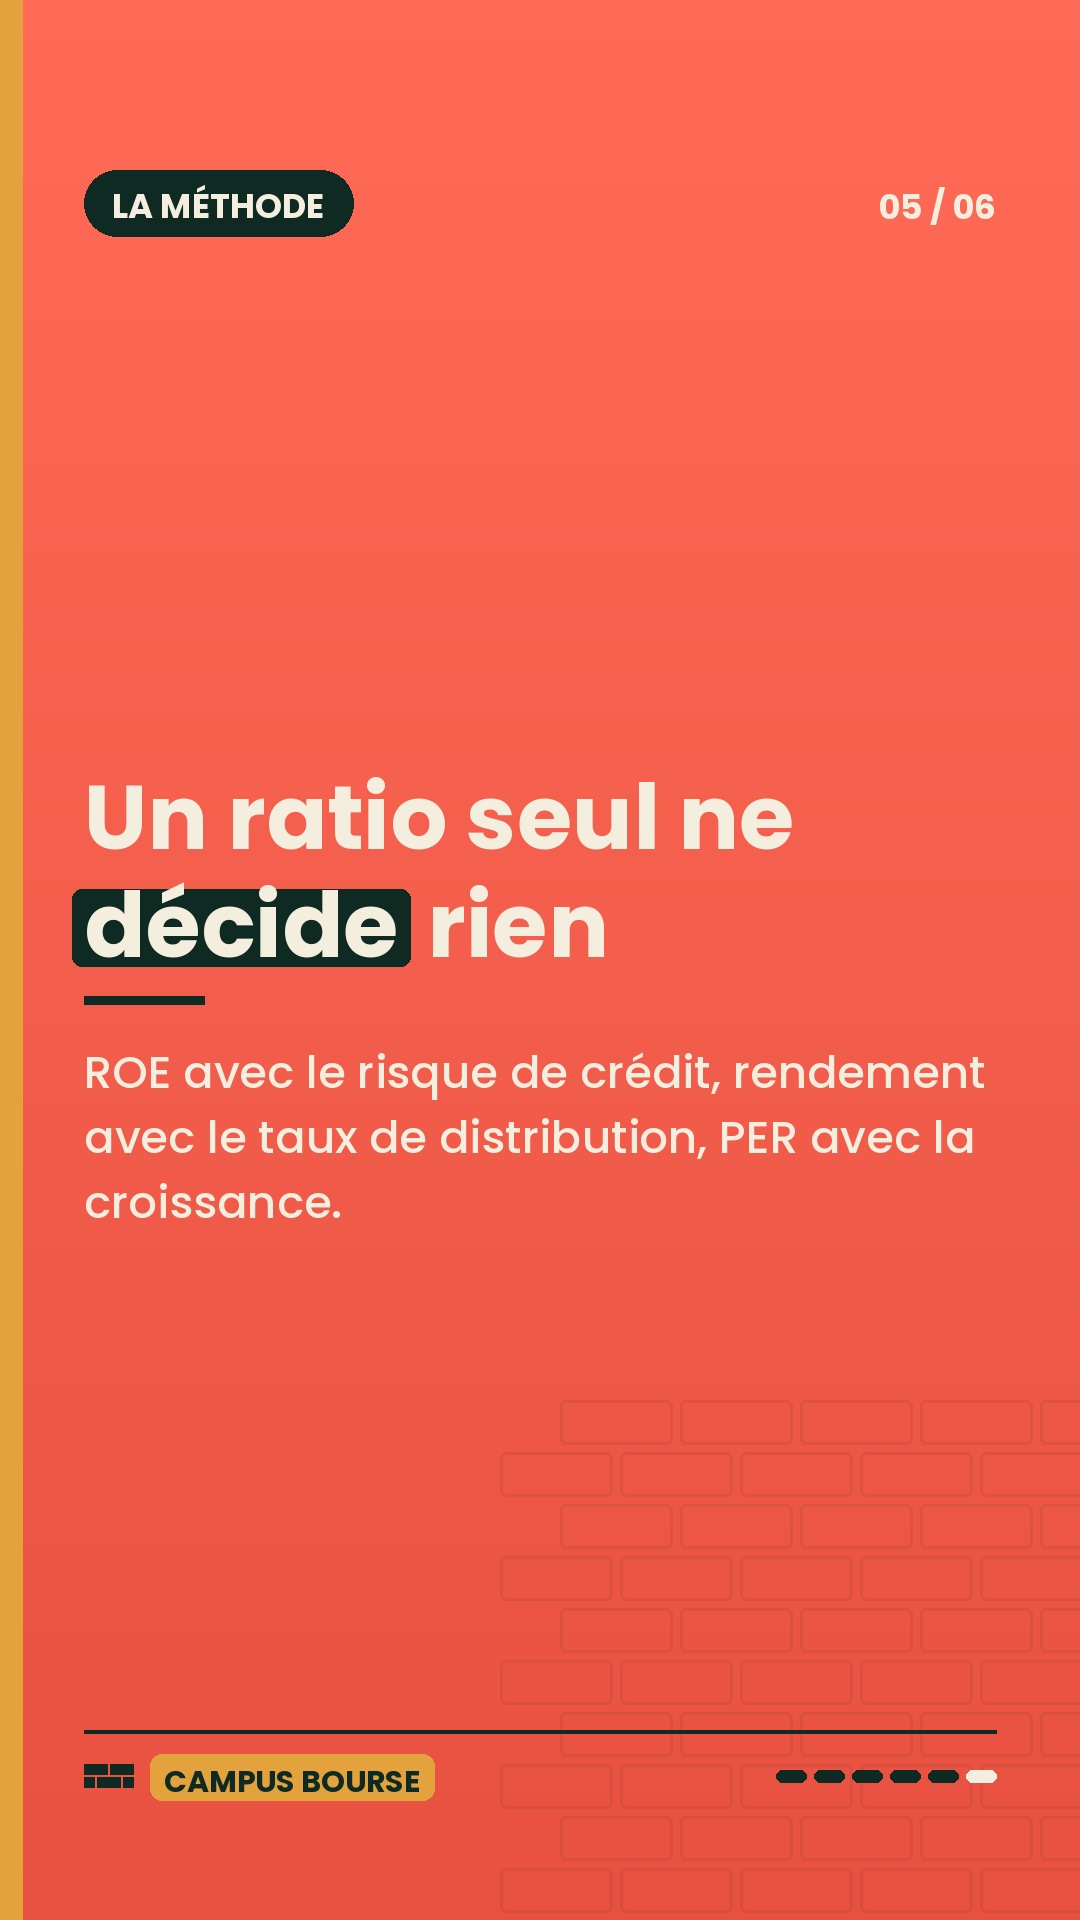 LA MÉTHODE
05 / 06
Un ratio seul ne
décide rien
ROE avec le risque de crédit, rendement
avec le taux de distribution, PER avec la
croissance.
CAMPUS BOURSE